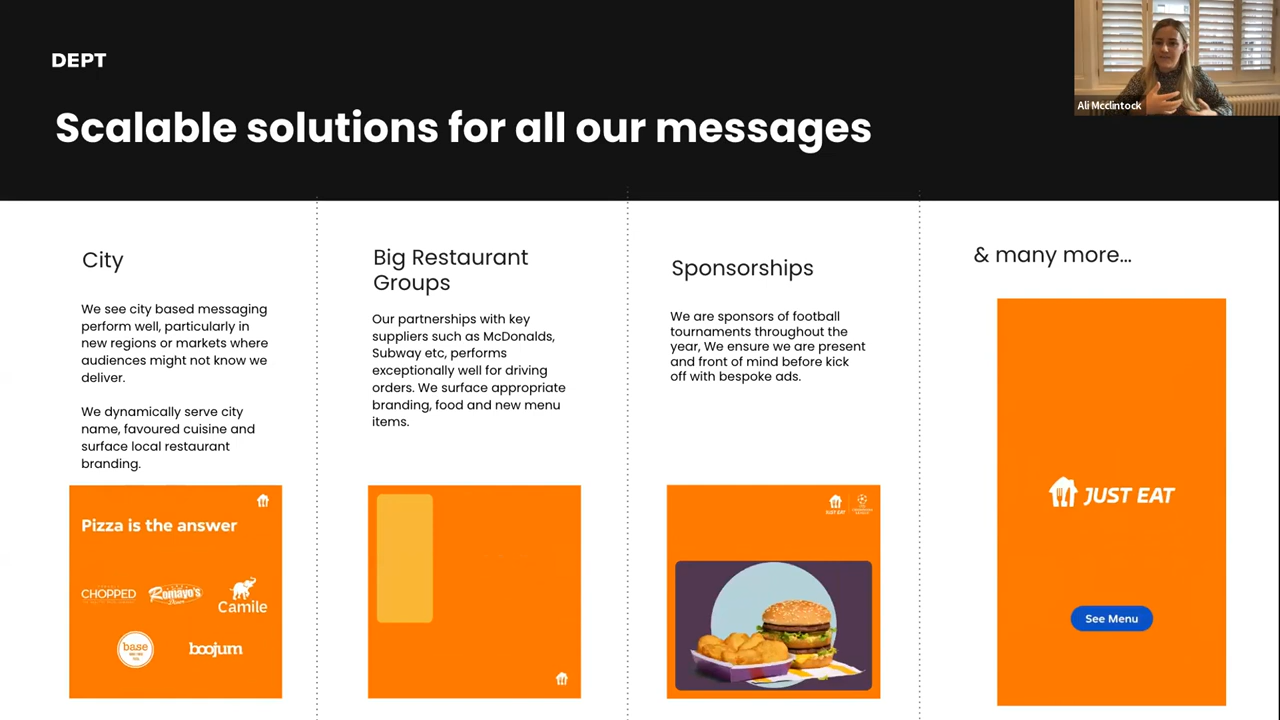 DEPT
Ali Mcclintock
Scalable solutions for all our messages
City
We see city based messaging
perform well, particularly in
new regions or markets where
audiences might not know we
deliver.
We dynamically serve city
name, favoured cuisine and
surface local restaurant
branding.
Pizza is the answer
CHOPPED
Romayo's
Camile
base
boojum
Big Restaurant
Groups
Our partnerships with key
suppliers such as McDonalds,
Subway etc, performs
exceptionally well for driving
orders. We surface appropriate
branding, food and new menu
items.
Sponsorships
We are sponsors of football
tournaments throughout the
year, We ensure we are present
and front of mind before kick
off with bespoke ads.
JUST EAT
& many more...
JUST EAT
See Menu